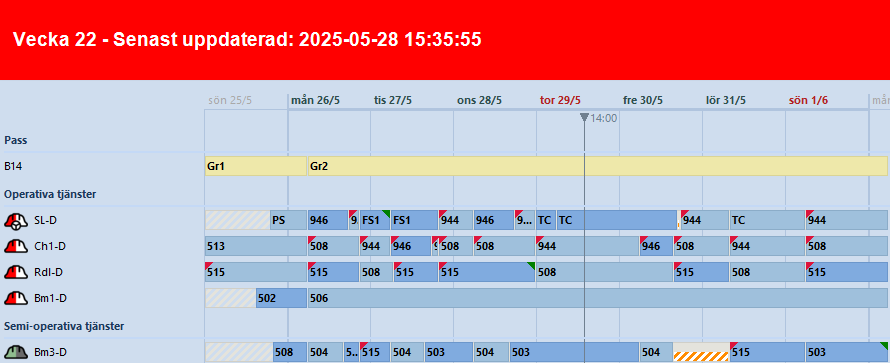 Vecka 22 - Senast uppdaterad: 2025-05-28 15:35:55
sön 25/5 mån 26/5 tis 27/5 ons 28/5 tor 29/5 fre 30/5 lör 31/5 sön 1/6 mån
14:00
Pass
B14 Gr1 Gr2
Operativa tjänster
SL-D PS 946 9 FS1 FS1 944 946 9... TC TC 944 TC 944
Ch1-D 513 508 944 946 9 508 508 944 946 508 944 508
Rdl-D 515 515 508 515 515 508 515 508 515
Bm1-D 502 506
Semi-operativa tjänster
Bm3-D 508 504 5.. 515 504 503 504 503 504 515 503